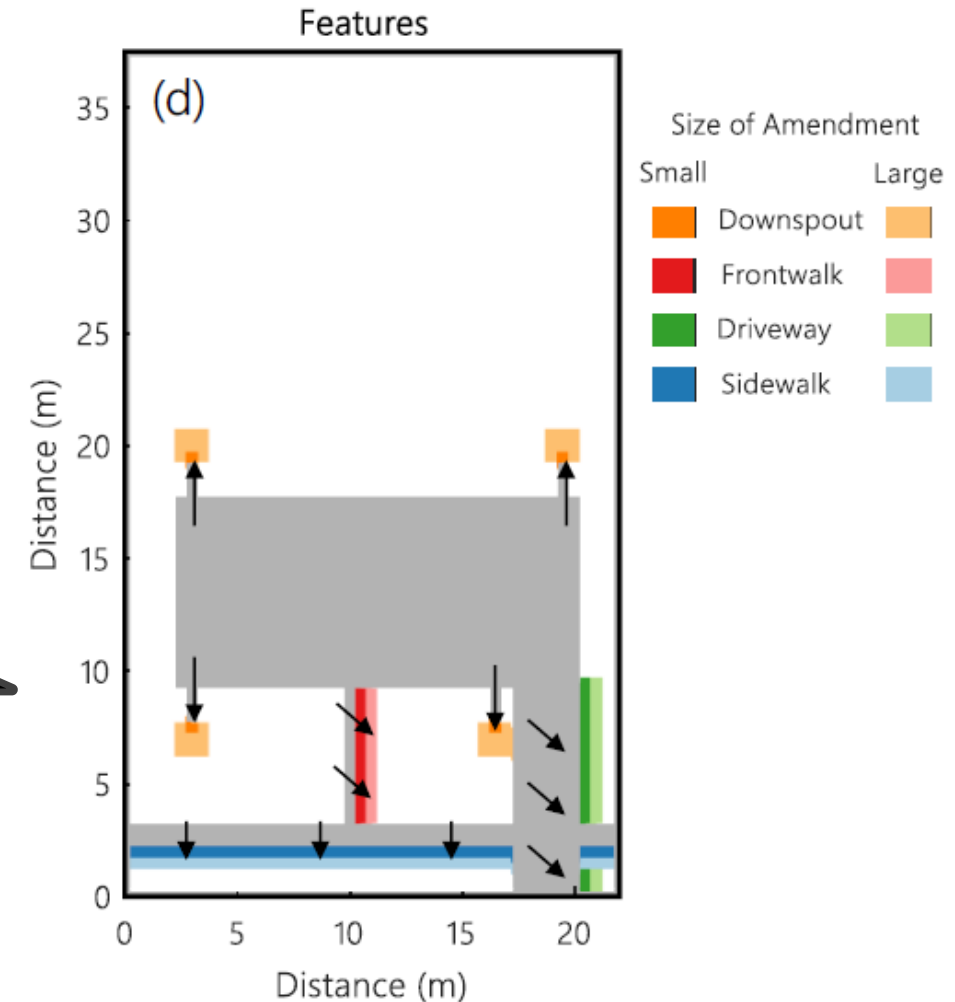 Features
(d)
35
30
25
20
15
10
5
0
Distance (m)
0 5 10 15 20
Distance (m)
Size of Amendment
Small Large
Downspout
Frontwalk
Driveway
Sidewalk